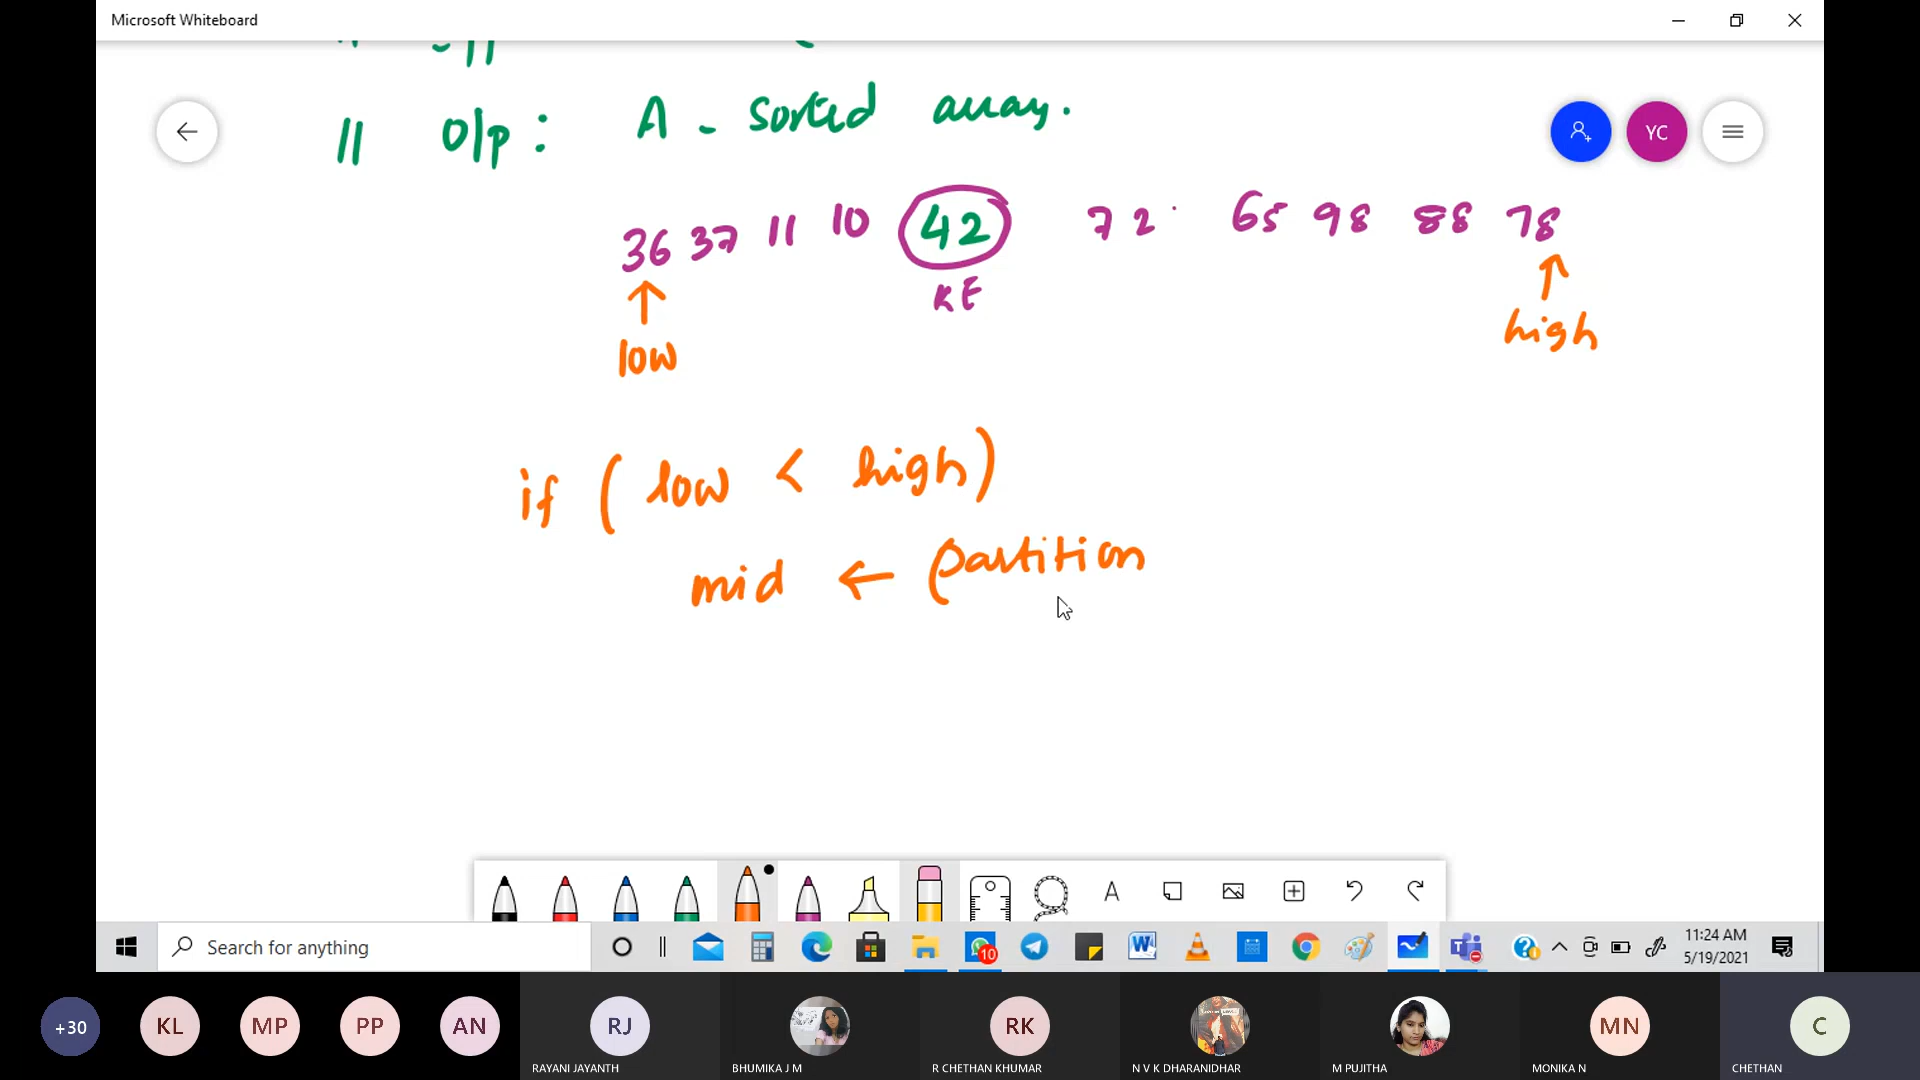 Microsoft Whiteboard
|| O/p : A - Sorted array.
YC
36 37 11 10 42 72 65 98 88 78
KE
low
high
if ( low < high)
mid ← partition
A
Search for anything
10
11:24 AM
5/19/2021
+30 KL MP PP AN RJ RK MN C
RAYANI JAYANTH BHUMIKA J M R CHETHAN KHUMAR N V K DHARANIDHAR M PUJITHA MONIKA N CHETHAN